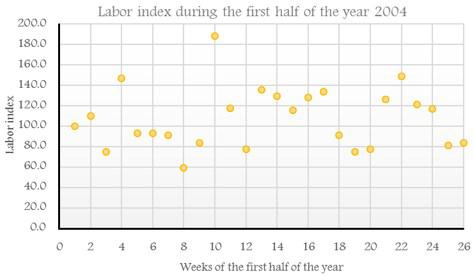 Labor index during the first half of the year 2004
200.0
180.0
160.0
140.0
120.0
100.0
80.0
60.0
40.0
20.0
0.0
Labor index
0 2 4 6 8 10 12 14 16 18 20 22 24 26
Weeks of the first half of the year